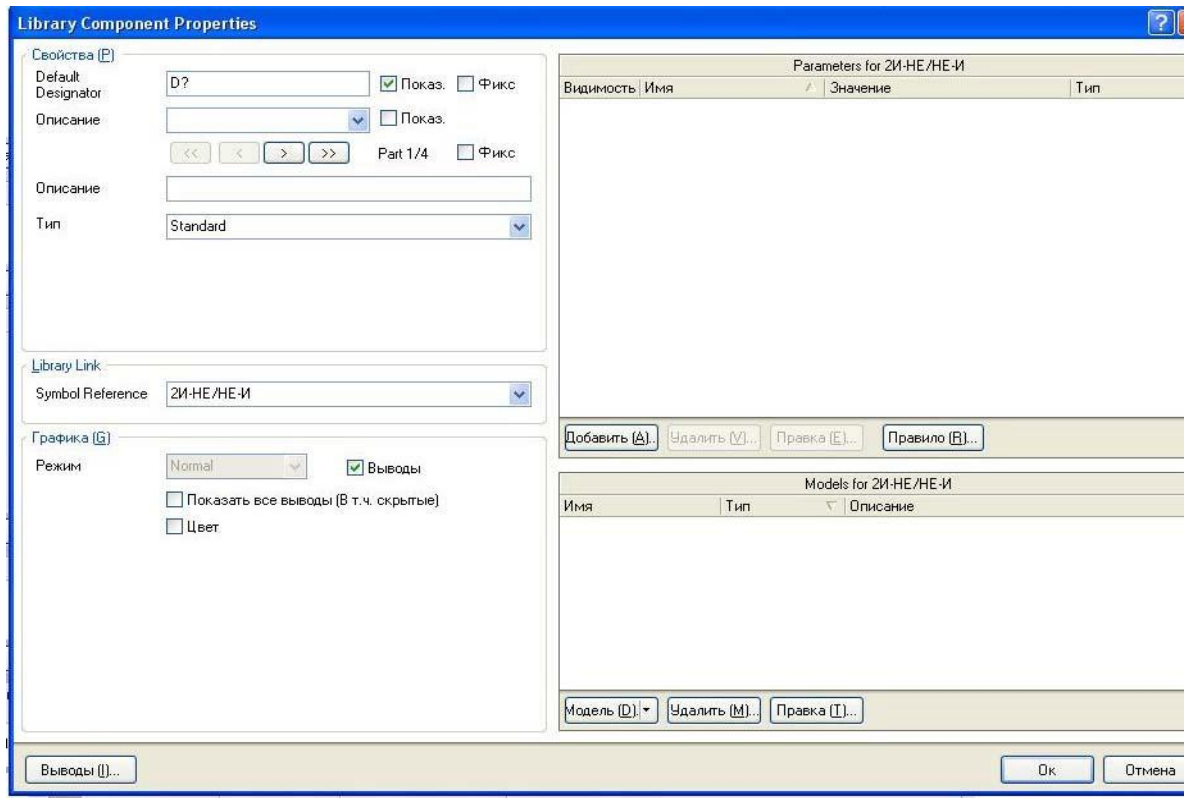 Library Component Properties
Свойства (P)
Default
Designator
D?
Показ.
Фикс
Описание
Показ.
<<
<
>
>>
Part 1/4
Фикс
Описание
Тип
Standard
Library Link
Symbol Reference
2И-НЕ/НЕ-И
Графика (G)
Режим
Normal
Выводы
Показать все выводы (В т.ч. скрытые)
Цвет
Parameters for 2И-НЕ/НЕ-И
Видимость Имя Значение Тип
Добавить (A)..
Удалить (V)...
Правка (E)...
Правило (R)...
Models for 2И-НЕ/НЕ-И
Имя Тип Описание
Модель (D).
Удалить (M)...
Правка (T)...
Выводы (I)...
Ок
Отмена